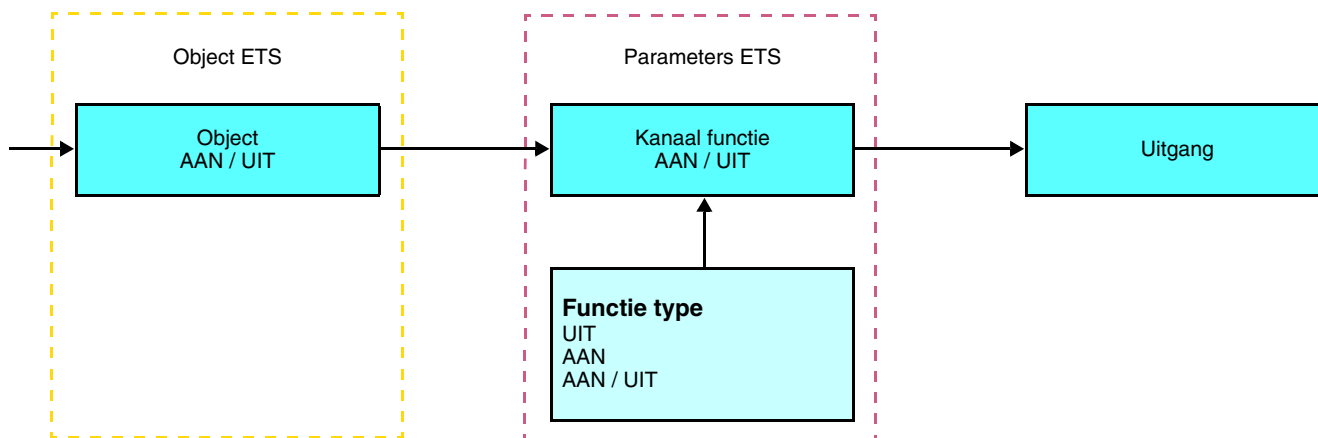 Object ETS
Object
AAN / UIT
Parameters ETS
Kanaal functie
AAN / UIT
Functie type
UIT
AAN
AAN / UIT
Uitgang